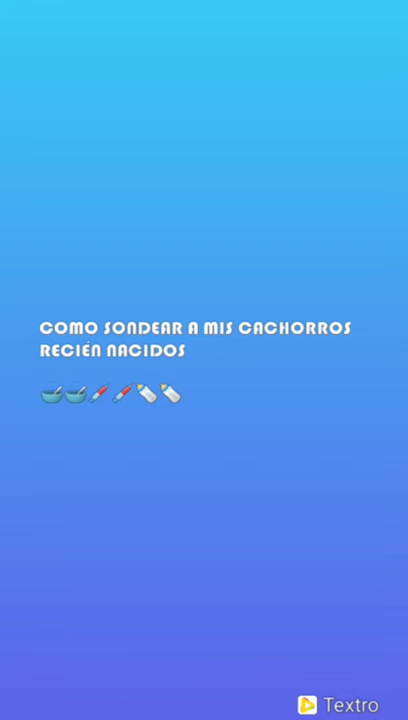 COMO SONDEAR A MIS CACHORROS
RECIÉN NACIDOS
🥣🥣💉💉🍼🍼
Textro